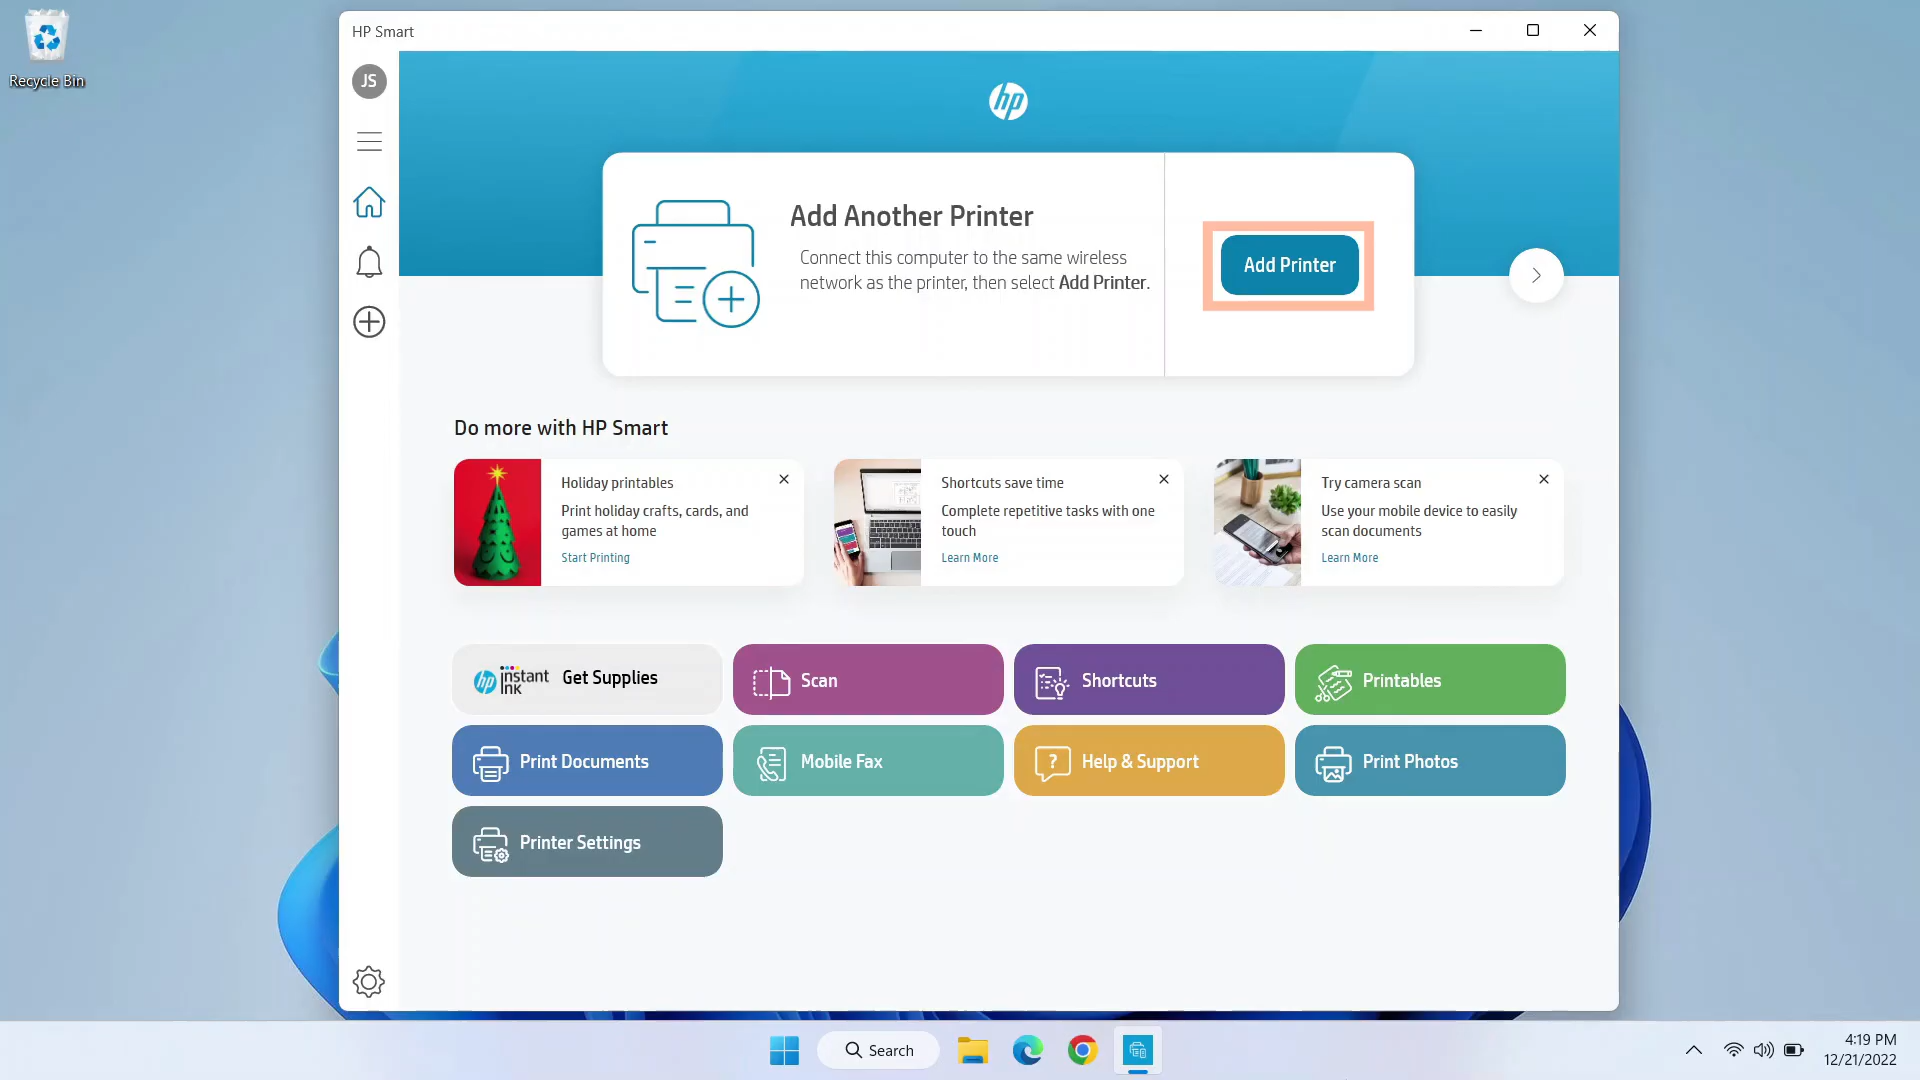 Recycle Bin
HP Smart
JS
hp
Add Another Printer
Connect this computer to the same wireless
network as the printer, then select Add Printer.
Add Printer
Do more with HP Smart
Holiday printables
Print holiday crafts, cards, and
games at home
Start Printing
Shortcuts save time
Complete repetitive tasks with one
touch
Learn More
Try camera scan
Use your mobile device to easily
scan documents
Learn More
hp instant ink
Get Supplies
Scan
Shortcuts
Printables
Print Documents
Mobile Fax
Help & Support
Print Photos
Printer Settings
Search
4:19 PM
12/21/2022